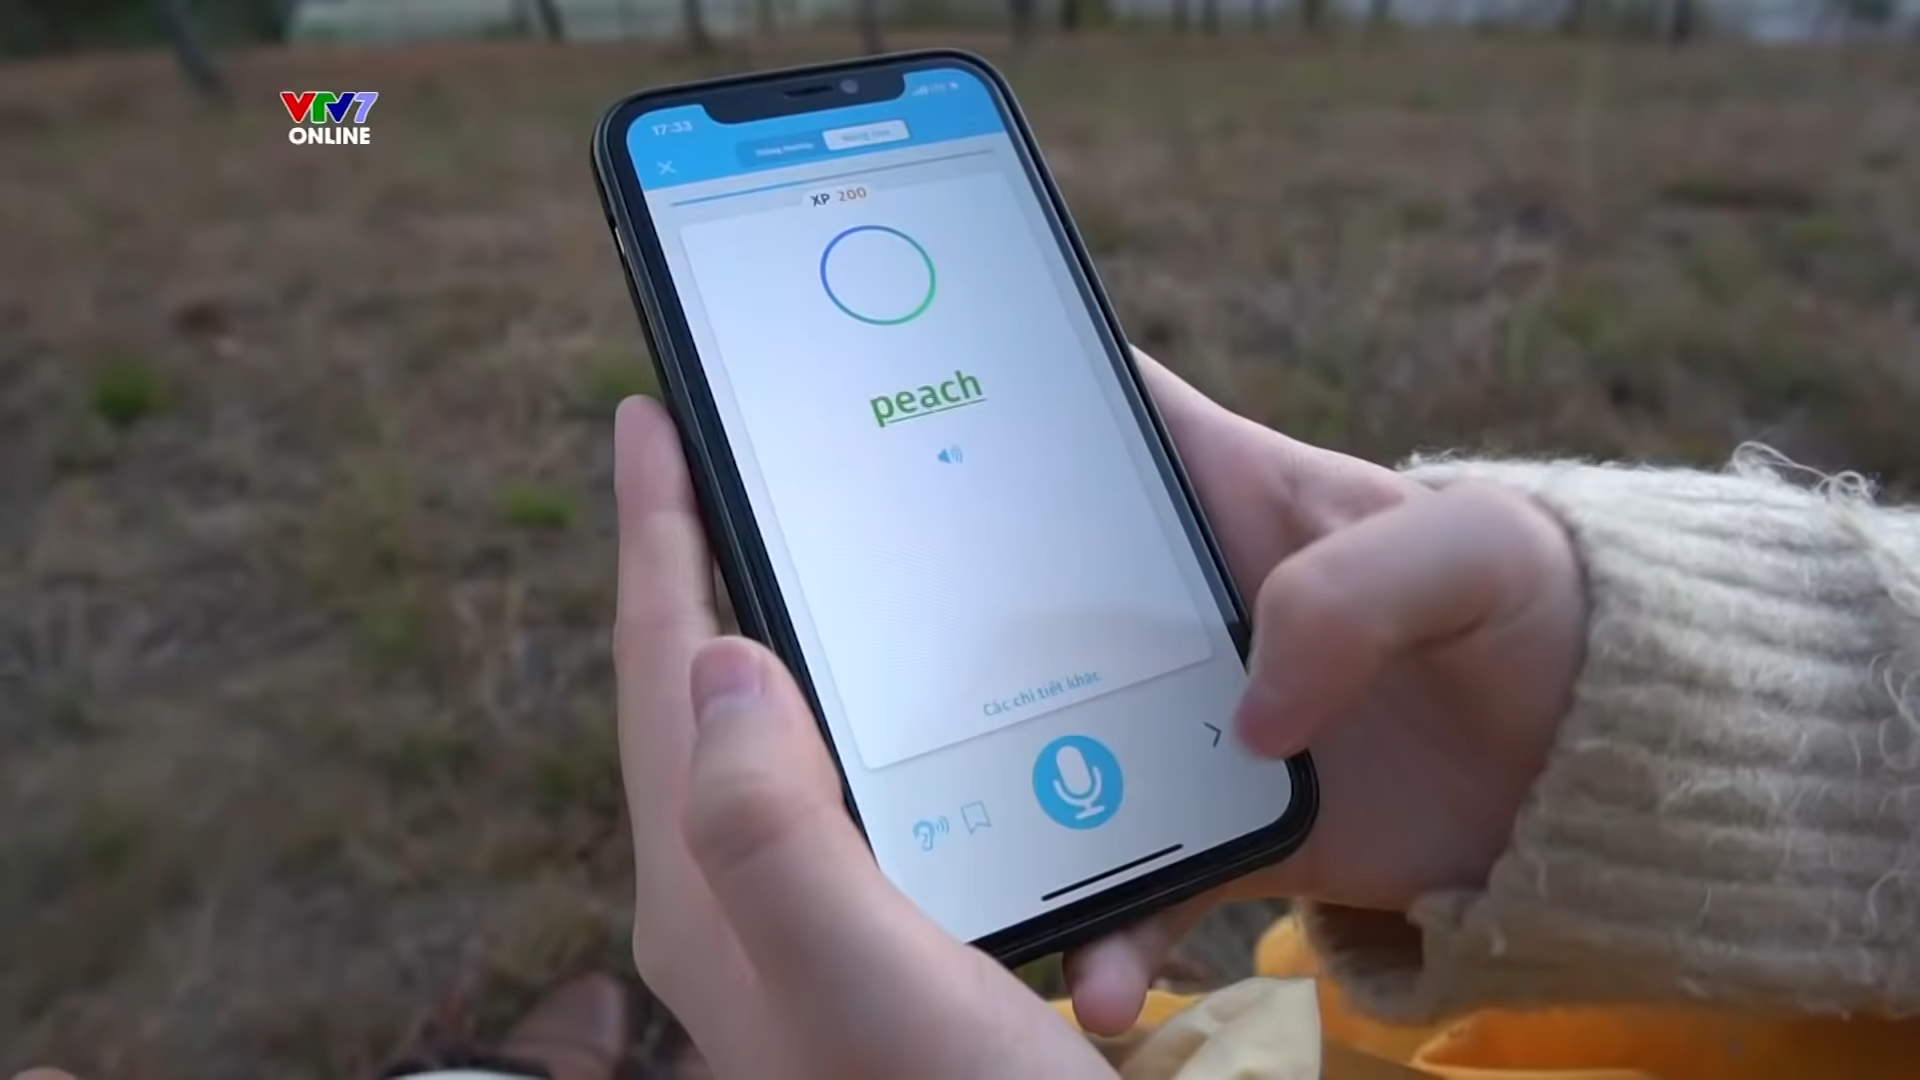 VTV7
ONLINE
17:33
XP 200
peach
Các chi tiết khác